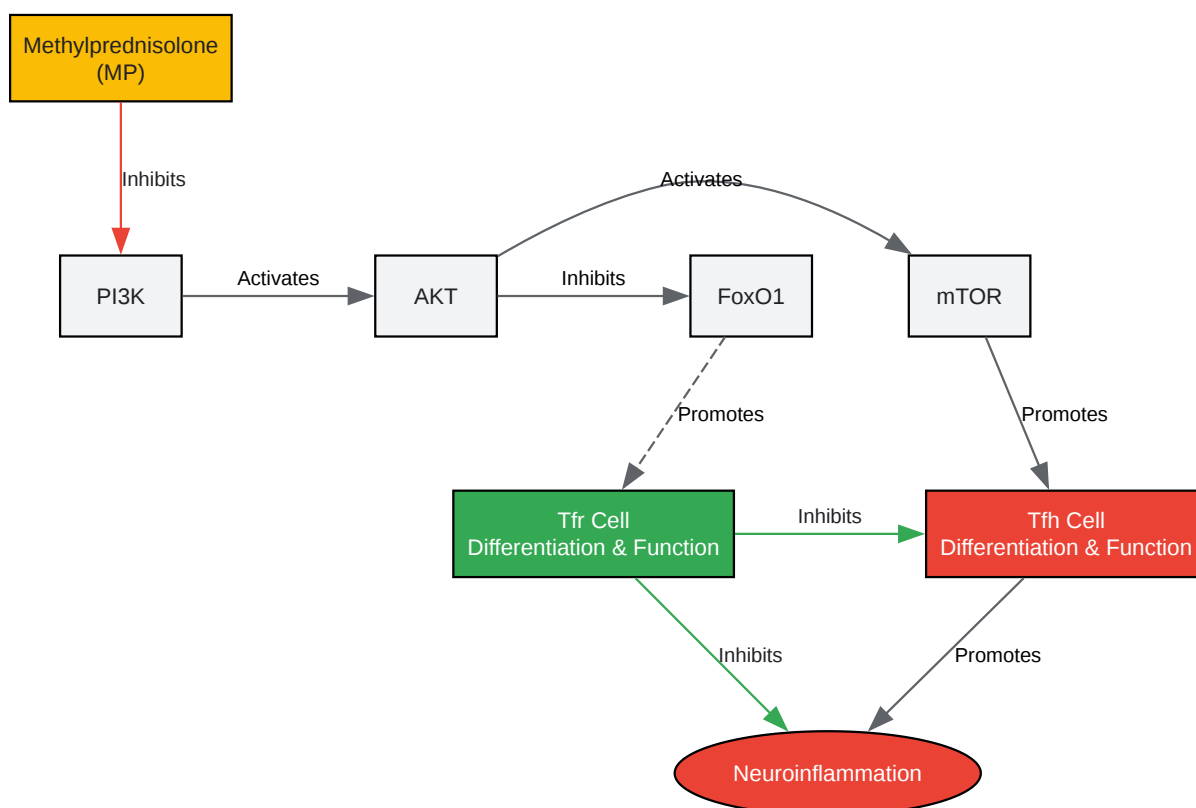 Methylprednisolone
(MP)
Inhibits
Activates
PI3K
Activates
AKT
Inhibits
FoxO1
mTOR
Promotes
Promotes
Tfr Cell
Differentiation & Function
Inhibits
Tfh Cell
Differentiation & Function
Inhibits
Promotes
Neuroinflammation